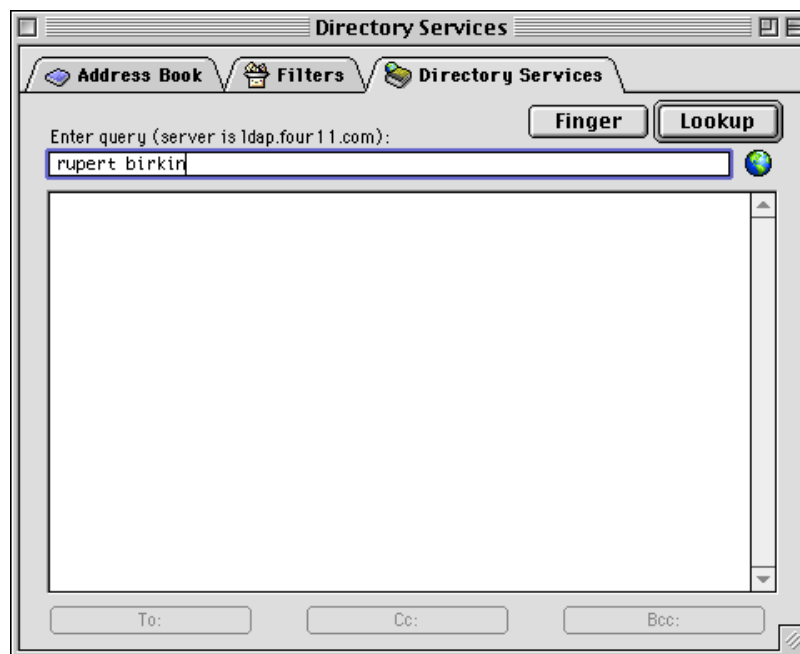 Directory Services
Address Book Filters Directory Services
Finger Lookup
Enter query (server is ldap.four11.com):
rupert birkin
To: Cc: Bcc: